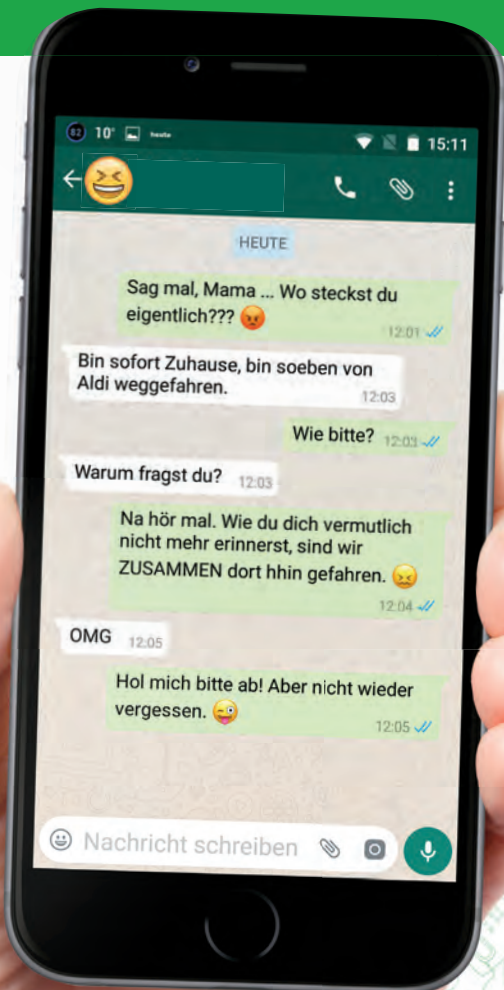 82 10° heute 15:11
HEUTE
Sag mal, Mama ... Wo steckst du
eigentlich??? 😡
12:01
Bin sofort Zuhause, bin soeben von
Aldi weggefahren.
12:03
Wie bitte? 12:03
Warum fragst du? 12:03
Na hör mal. Wie du dich vermutlich
nicht mehr erinnerst, sind wir
ZUSAMMEN dort hhin gefahren. 😖
12:04
OMG 12:05
Hol mich bitte ab! Aber nicht wieder
vergessen. 😜
12:05
Nachricht schreiben